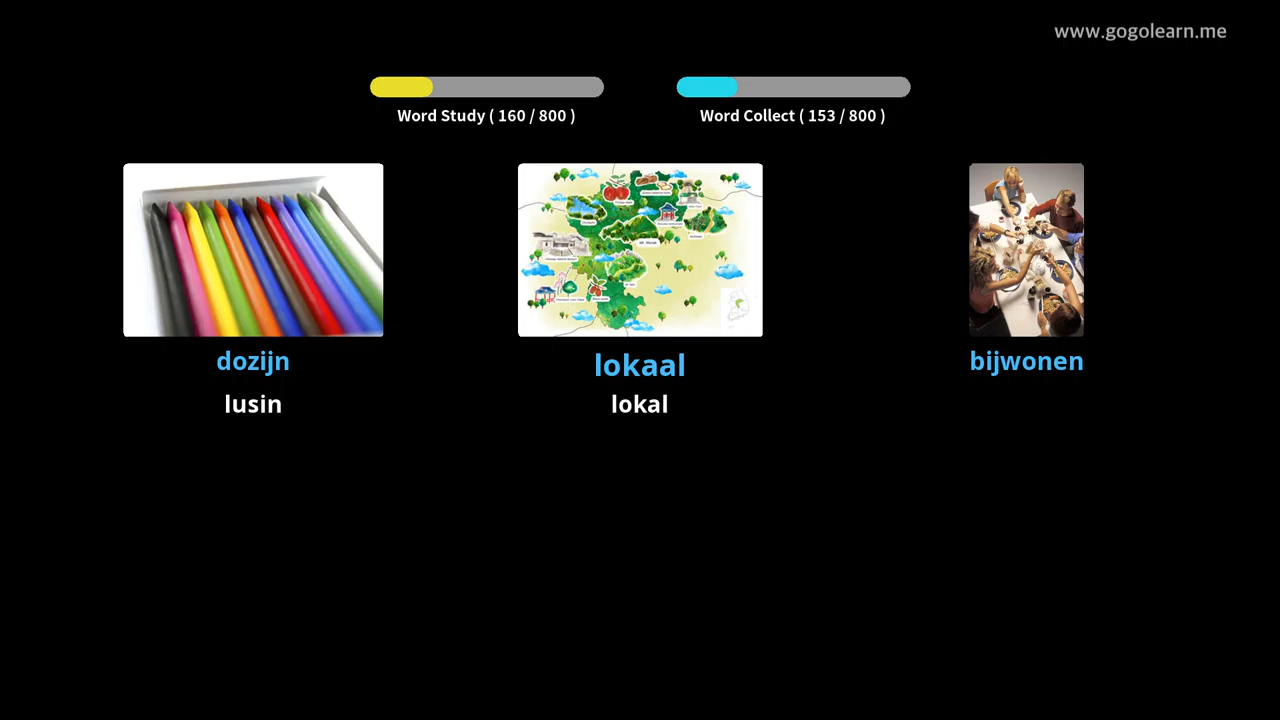 www.gogolearn.me
Word Study ( 160 / 800 )
Word Collect ( 153 / 800 )
dozijn
lokaal
bijwonen
lusin
lokal